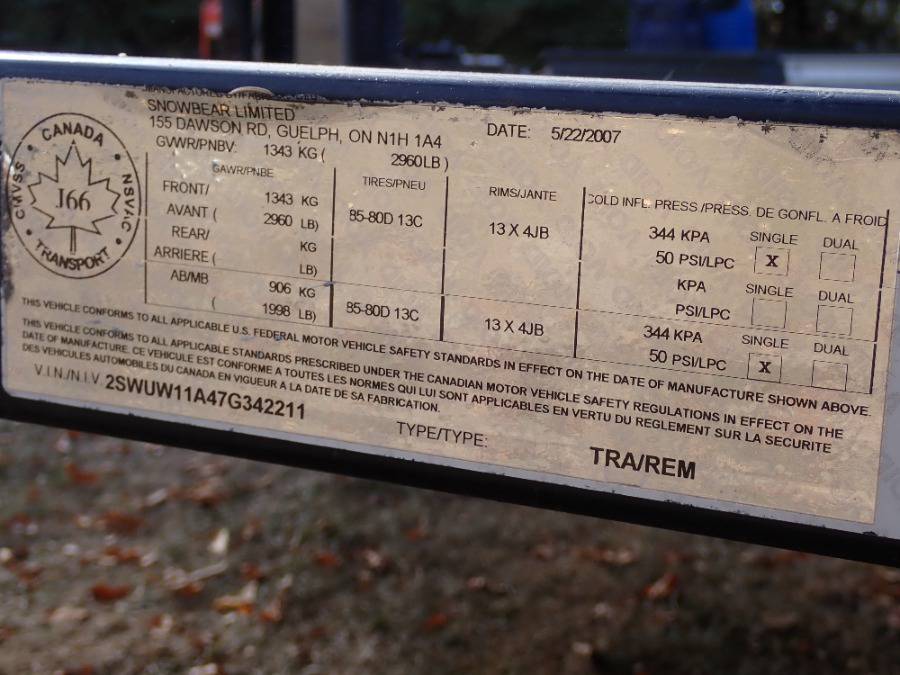 MANUFACTURED BY/FABRIQUE
SNOWBEAR LIMITED
155 DAWSON RD, GUELPH, ON N1H 1A4
DATE: 5/22/2007
GVWR/PNBV: 1343 KG ( 2960LB )
CANADA
CMVSS
NSVAC
J66
TRANSPORT
GAWR/PNBE TIRES/PNEU RIMS/JANTE COLD INFL. PRESS./PRESS. DE GONFL. A FROID
FRONT/ 1343 KG 85-80D 13C 13 X 4JB 344 KPA SINGLE DUAL
AVANT ( 2960 LB) 50 PSI/LPC X
REAR/ KG KPA SINGLE DUAL
ARRIERE ( LB) PSI/LPC
AB/MB 906 KG 85-80D 13C 13 X 4JB 344 KPA SINGLE DUAL
( 1998 LB) 50 PSI/LPC X
THIS VEHICLE CONFORMS TO ALL APPLICABLE U.S. FEDERAL MOTOR VEHICLE SAFETY STANDARDS IN EFFECT ON THE DATE OF MANUFACTURE SHOWN ABOVE.
THIS VEHICLE CONFORMS TO ALL APPLICABLE STANDARDS PRESCRIBED UNDER THE CANADIAN MOTOR VEHICLE SAFETY REGULATIONS IN EFFECT ON THE
DATE OF MANUFACTURE. CE VEHICULE EST CONFORME A TOUTES LES NORMES QUI LUI SONT APPLICABLES EN VERTU DU REGLEMENT SUR LA SECURITE
DES VEHICULES AUTOMOBILES DU CANADA EN VIGUEUR A LA DATE DE SA FABRICATION.
V.I.N./N.I.V. 2SWUW11A47G342211
TYPE/TYPE: TRA/REM